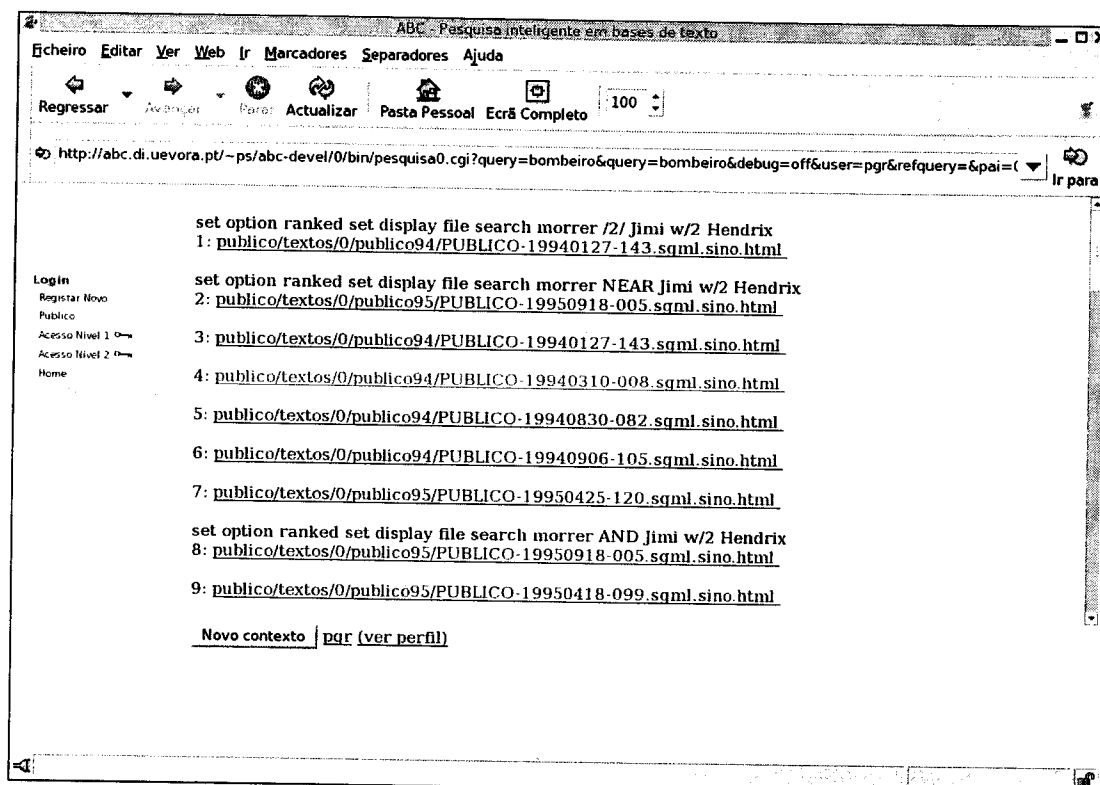 ABC - Pesquisa inteligente em bases de texto
Ficheiro Editar Ver Web Ir Marcadores Separadores Ajuda
Regressar Avançar Parar Actualizar Pasta Pessoal Ecrã Completo 100
http://abc.di.uevora.pt/~ps/abc-devel/0/bin/pesquisa0.cgi?query=bombeiro&query=bombeiro&debug=off&user=pgr&refquery=&pai=( Ir para
set option ranked set display file search morrer /2/ Jimi w/2 Hendrix
1: publico/textos/0/publico94/PUBLICO-19940127-143.sgml.sino.html
Login
Registar Novo
Publico
Acesso Nivel 1
Acesso Nivel 2
Home
set option ranked set display file search morrer NEAR Jimi w/2 Hendrix
2: publico/textos/0/publico95/PUBLICO-19950918-005.sgml.sino.html
3: publico/textos/0/publico94/PUBLICO-19940127-143.sgml.sino.html
4: publico/textos/0/publico94/PUBLICO-19940310-008.sgml.sino.html
5: publico/textos/0/publico94/PUBLICO-19940830-082.sgml.sino.html
6: publico/textos/0/publico94/PUBLICO-19940906-105.sgml.sino.html
7: publico/textos/0/publico95/PUBLICO-19950425-120.sgml.sino.html
set option ranked set display file search morrer AND Jimi w/2 Hendrix
8: publico/textos/0/publico95/PUBLICO-19950918-005.sgml.sino.html
9: publico/textos/0/publico95/PUBLICO-19950418-099.sgml.sino.html
Novo contexto pgr (ver perfil)